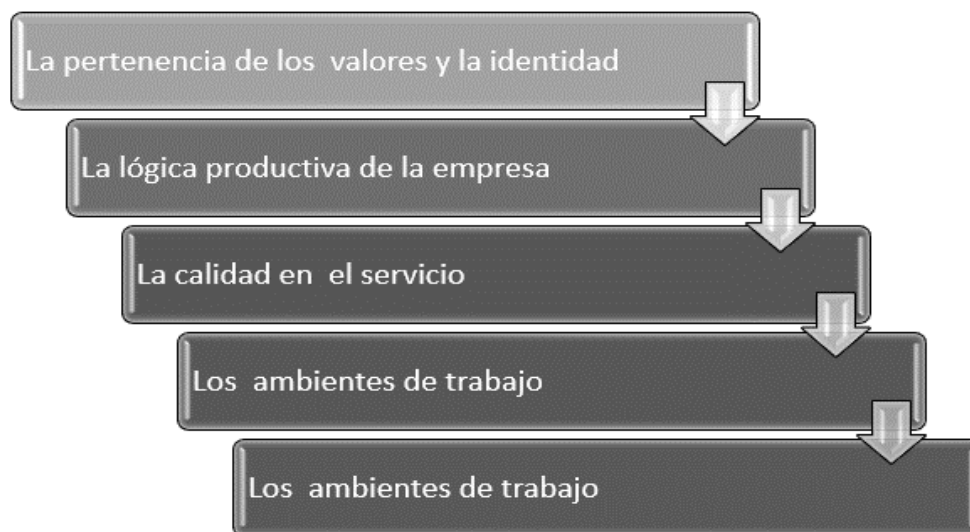 La pertenencia de los valores y la identidad
La lógica productiva de la empresa
La calidad en el servicio
Los ambientes de trabajo
Los ambientes de trabajo